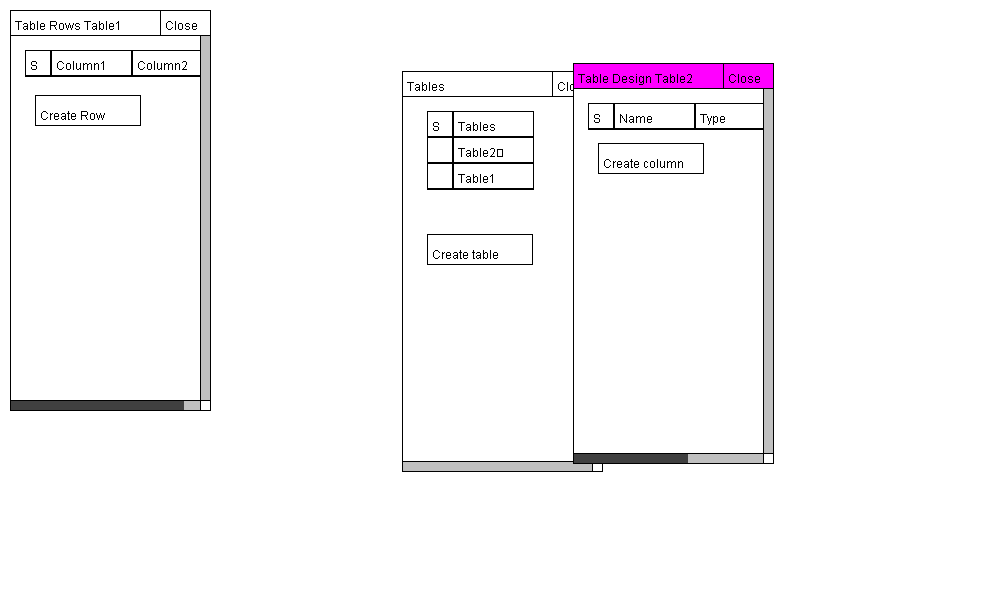 Table Rows Table1 Close
S Column1 Column2
Create Row
Tables Clo
S Tables
Table2▯
Table1
Create table
Table Design Table2 Close
S Name Type
Create column